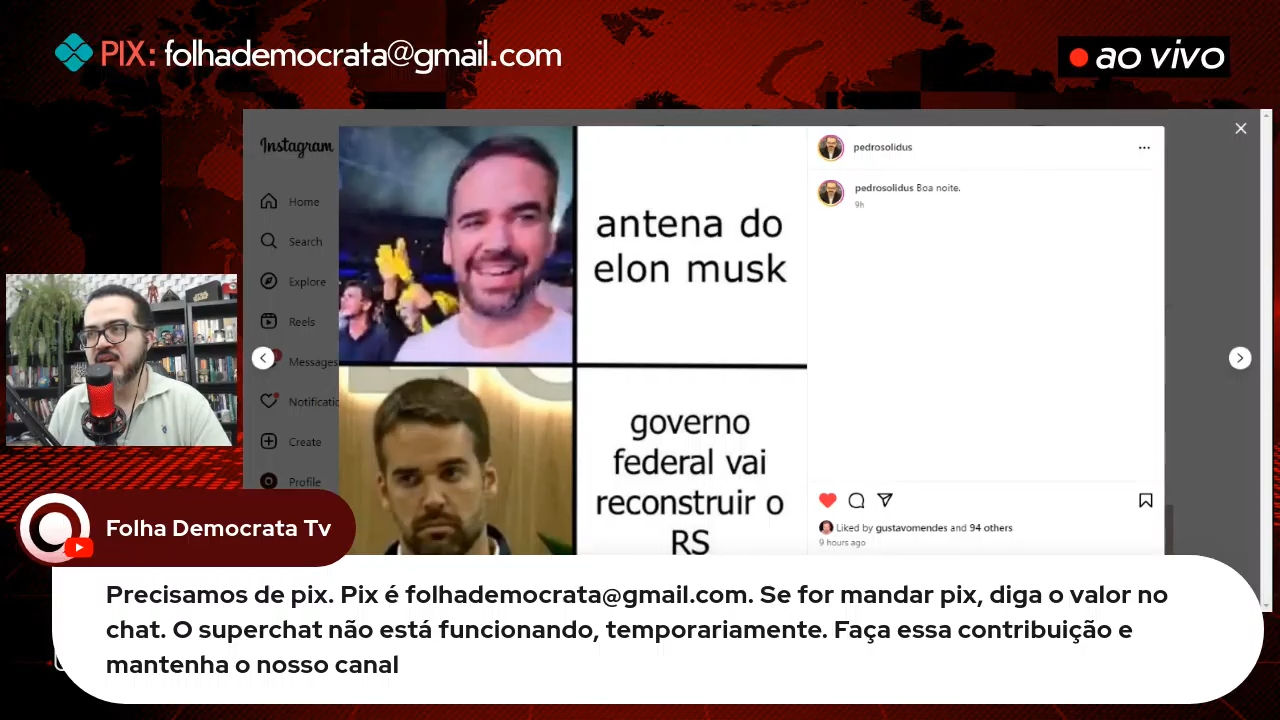 PIX: folhademocrata@gmail.com
ao vivo
Instagram
Home
Search
Explore
Reels
Messages
Notificatio
Create
Profile
antena do
elon musk
governo
federal vai
reconstruir o
RS
pedrosolidus
pedrosolidus Boa noite.
9h
Liked by gustavomendes and 94 others
9 hours ago
Folha Democrata Tv
Precisamos de pix. Pix é folhademocrata@gmail.com. Se for mandar pix, diga o valor no
chat. O superchat não está funcionando, temporariamente. Faça essa contribuição e
mantenha o nosso canal